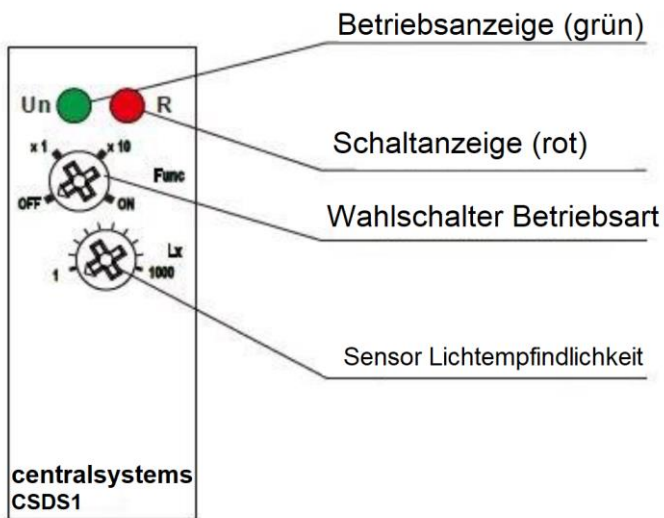 Betriebsanzeige (grün)
Un
R
Schaltanzeige (rot)
x 1
x 10
Func
OFF
ON
Wahlschalter Betriebsart
Lx
1
1000
Sensor Lichtempfindlichkeit
centralsystems
CSDS1